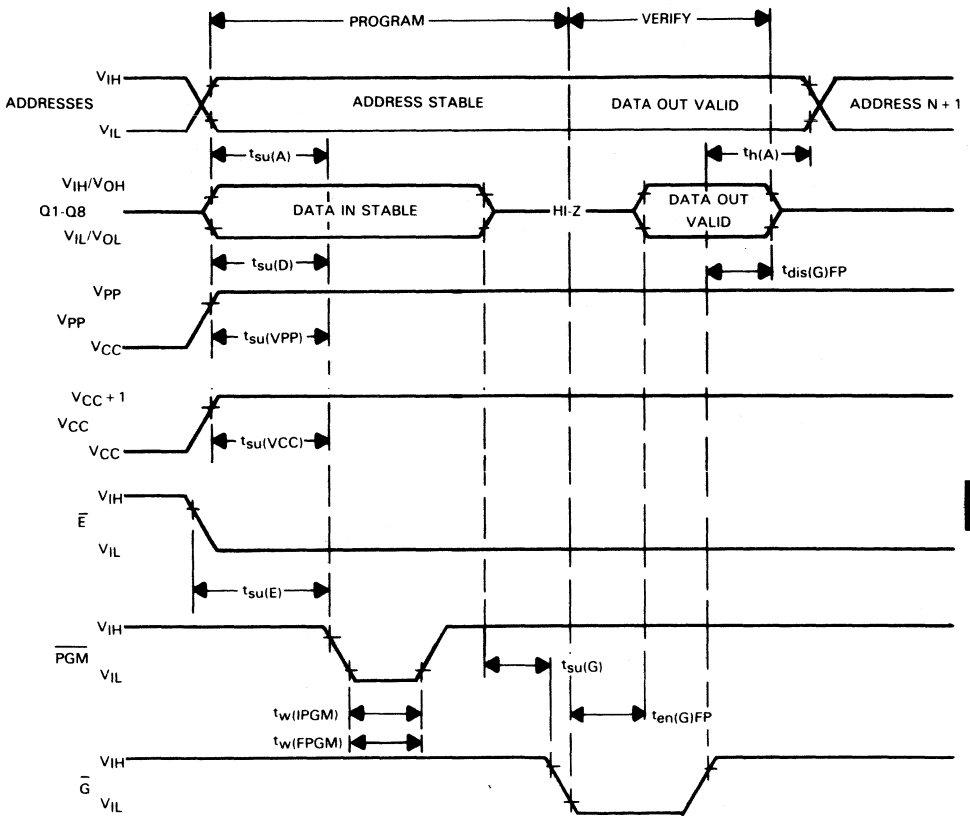 PROGRAM VERIFY
VIH
ADDRESSES ADDRESS STABLE DATA OUT VALID ADDRESS N + 1
VIL
tsu(A) th(A)
VIH/VOH
Q1-Q8 DATA IN STABLE HI-Z DATA OUT VALID
VIL/VOL
tsu(D) tdis(G)FP
VPP
VPP tsu(VPP)
VCC
VCC + 1
VCC tsu(VCC)
VCC
VIH
E
VIL
tsu(E)
VIH
PGM
VIL
tsu(G)
tw(IPGM) ten(G)FP
tw(FPGM)
VIH
G
VIL